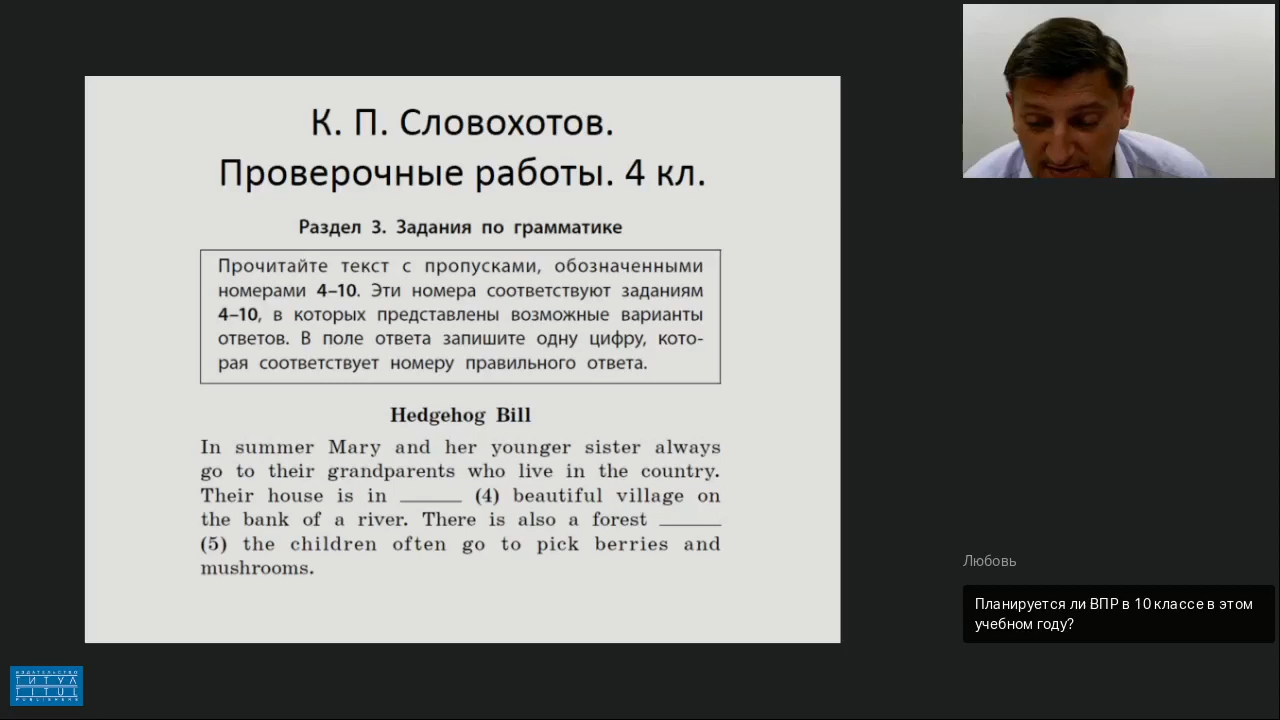 К. П. Словохотов.
Проверочные работы. 4 кл.
Раздел 3. Задания по грамматике
Прочитайте текст с пропусками, обозначенными
номерами 4–10. Эти номера соответствуют заданиям
4–10, в которых представлены возможные варианты
ответов. В поле ответа запишите одну цифру, кото-
рая соответствует номеру правильного ответа.
Hedgehog Bill
In summer Mary and her younger sister always
go to their grandparents who live in the country.
Their house is in ______ (4) beautiful village on
the bank of a river. There is also a forest ______
(5) the children often go to pick berries and
mushrooms.
Любовь
Планируется ли ВПР в 10 классе в этом
учебном году?
ИЗДАТЕЛЬСТВО
ТИТУЛ
TITUL
PUBLISHERS